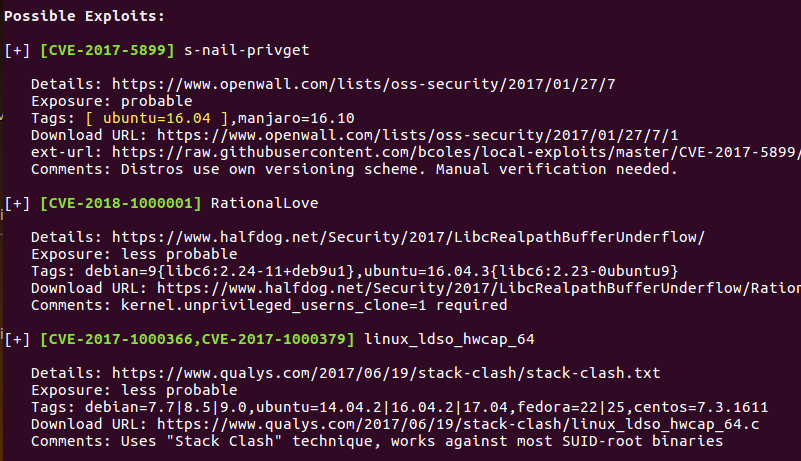 Possible Exploits:
[+] [CVE-2017-5899] s-nail-privget
Details: https://www.openwall.com/lists/oss-security/2017/01/27/7
Exposure: probable
Tags: [ ubuntu=16.04 ],manjaro=16.10
Download URL: https://www.openwall.com/lists/oss-security/2017/01/27/7/1
ext-url: https://raw.githubusercontent.com/bcoles/local-exploits/master/CVE-2017-5899/
Comments: Distros use own versioning scheme. Manual verification needed.
[+] [CVE-2018-1000001] RationalLove
Details: https://www.halfdog.net/Security/2017/LibcRealpathBufferUnderflow/
Exposure: less probable
Tags: debian=9{libc6:2.24-11+deb9u1},ubuntu=16.04.3{libc6:2.23-0ubuntu9}
Download URL: https://www.halfdog.net/Security/2017/LibcRealpathBufferUnderflow/Ration
Comments: kernel.unprivileged_userns_clone=1 required
[+] [CVE-2017-1000366,CVE-2017-1000379] linux_ldso_hwcap_64
Details: https://www.qualys.com/2017/06/19/stack-clash/stack-clash.txt
Exposure: less probable
Tags: debian=7.7|8.5|9.0,ubuntu=14.04.2|16.04.2|17.04,fedora=22|25,centos=7.3.1611
Download URL: https://www.qualys.com/2017/06/19/stack-clash/linux_ldso_hwcap_64.c
Comments: Uses "Stack Clash" technique, works against most SUID-root binaries